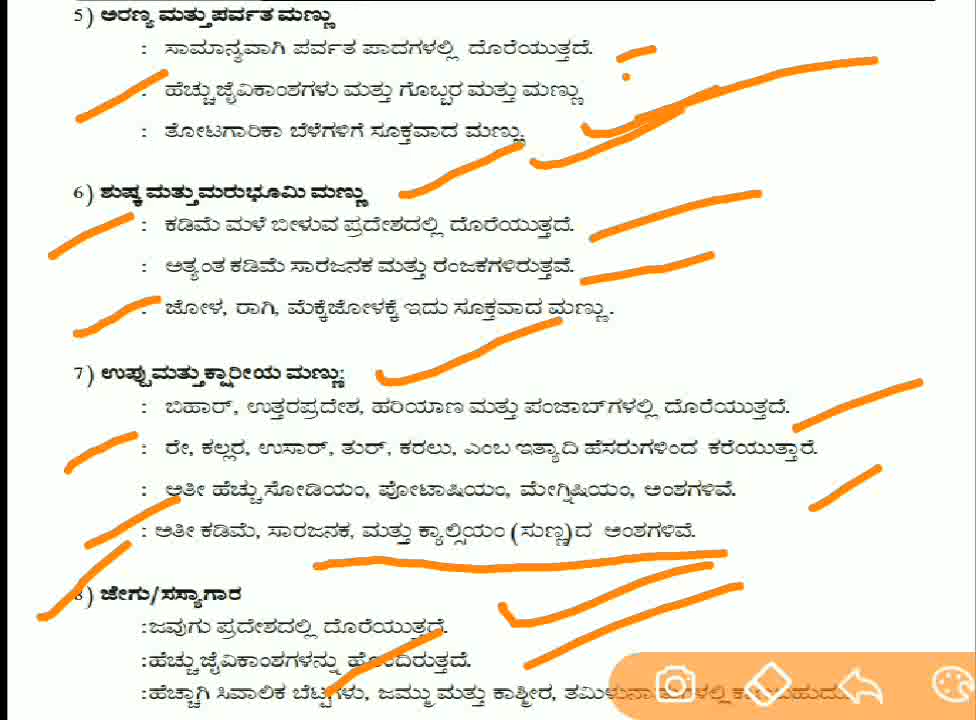 5) ಅರಣ್ಯ ಮತ್ತು ಪರ್ವತ ಮಣ್ಣು
: ಸಾಮಾನ್ಯವಾಗಿ ಪರ್ವತ ಪಾದಗಳಲ್ಲಿ ದೊರೆಯುತ್ತದೆ.
: ಹೆಚ್ಚು ಜೈವಿಕಾಂಶಗಳು ಮತ್ತು ಗೊಬ್ಬರ ಮತ್ತು ಮಣ್ಣು
: ತೋಟಗಾರಿಕಾ ಬೆಳೆಗಳಿಗೆ ಸೂಕ್ತವಾದ ಮಣ್ಣು.
6) ಶುಷ್ಕ ಮತ್ತು ಮರುಭೂಮಿ ಮಣ್ಣು
: ಕಡಿಮೆ ಮಳೆ ಬೀಳುವ ಪ್ರದೇಶದಲ್ಲಿ ದೊರೆಯುತ್ತದೆ.
: ಅತ್ಯಂತ ಕಡಿಮೆ ಸಾರಜನಕ ಮತ್ತು ರಂಜಕಗಳಿರುತ್ತವೆ.
: ಜೋಳ, ರಾಗಿ, ಮೆಕ್ಕೆಜೋಳಕ್ಕೆ ಇದು ಸೂಕ್ತವಾದ ಮಣ್ಣು.
7) ಉಪ್ಪು ಮತ್ತು ಕ್ಷಾರೀಯ ಮಣ್ಣು:
: ಬಿಹಾರ್, ಉತ್ತರಪ್ರದೇಶ, ಹರಿಯಾಣ ಮತ್ತು ಪಂಜಾಬ್‌ಗಳಲ್ಲಿ ದೊರೆಯುತ್ತದೆ.
: ರೇ, ಕಲ್ಲರ, ಉಸಾರ್, ತುರ್, ಕರಲು, ಎಂಬ ಇತ್ಯಾದಿ ಹೆಸರುಗಳಿಂದ ಕರೆಯುತ್ತಾರೆ.
: ಅತೀ ಹೆಚ್ಚು ಸೋಡಿಯಂ, ಪೋಟಾಷಿಯಂ, ಮೇಗ್ನಿಷಿಯಂ, ಅಂಶಗಳಿವೆ.
: ಅತೀ ಕಡಿಮೆ, ಸಾರಜನಕ, ಮತ್ತು ಕ್ಯಾಲ್ಸಿಯಂ (ಸುಣ್ಣ)ದ ಅಂಶಗಳಿವೆ.
8) ಜೇಗು/ಸಸ್ಯಾಗಾರ
:ಜವುಗು ಪ್ರದೇಶದಲ್ಲಿ ದೊರೆಯುತ್ತದೆ.
:ಹೆಚ್ಚು ಜೈವಿಕಾಂಶಗಳನ್ನು ಹೊಂದಿರುತ್ತದೆ.
:ಹೆಚ್ಚಾಗಿ ಸಿವಾಲಿಕ ಬೆಟ್ಟಗಳು, ಜಮ್ಮು ಮತ್ತು ಕಾಶ್ಮೀರ,